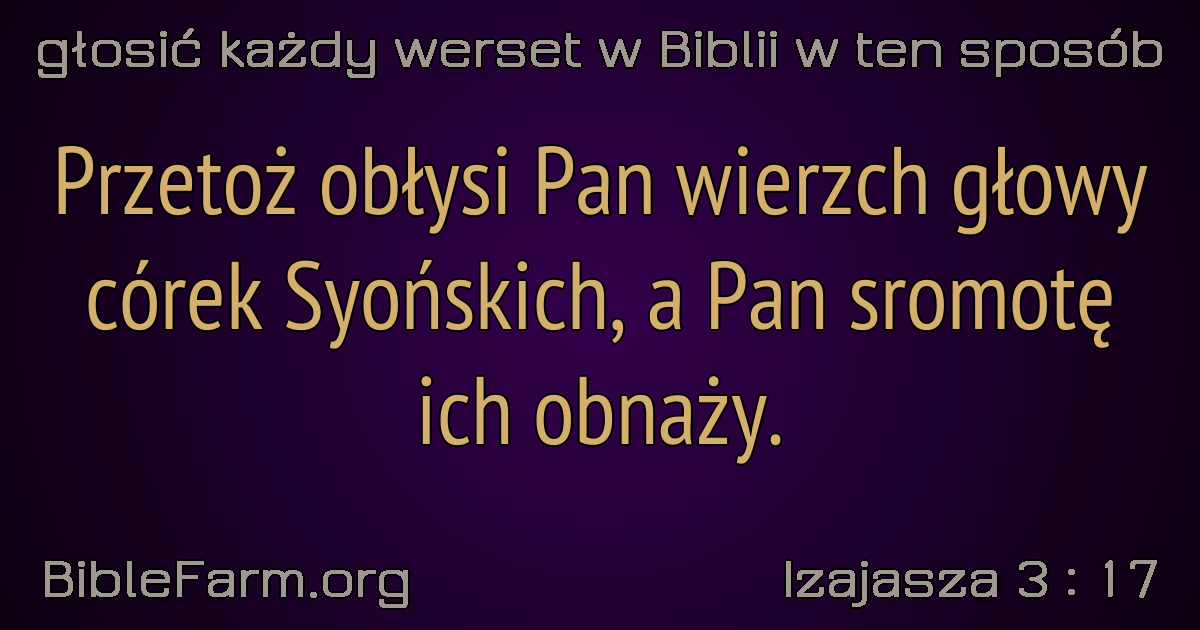 głosić każdy werset w Biblii w ten sposób
Przetoż obłysi Pan wierzch głowy
córek Syońskich, a Pan sromotę
ich obnaży.
BibleFarm.org
Izajasza 3 : 17